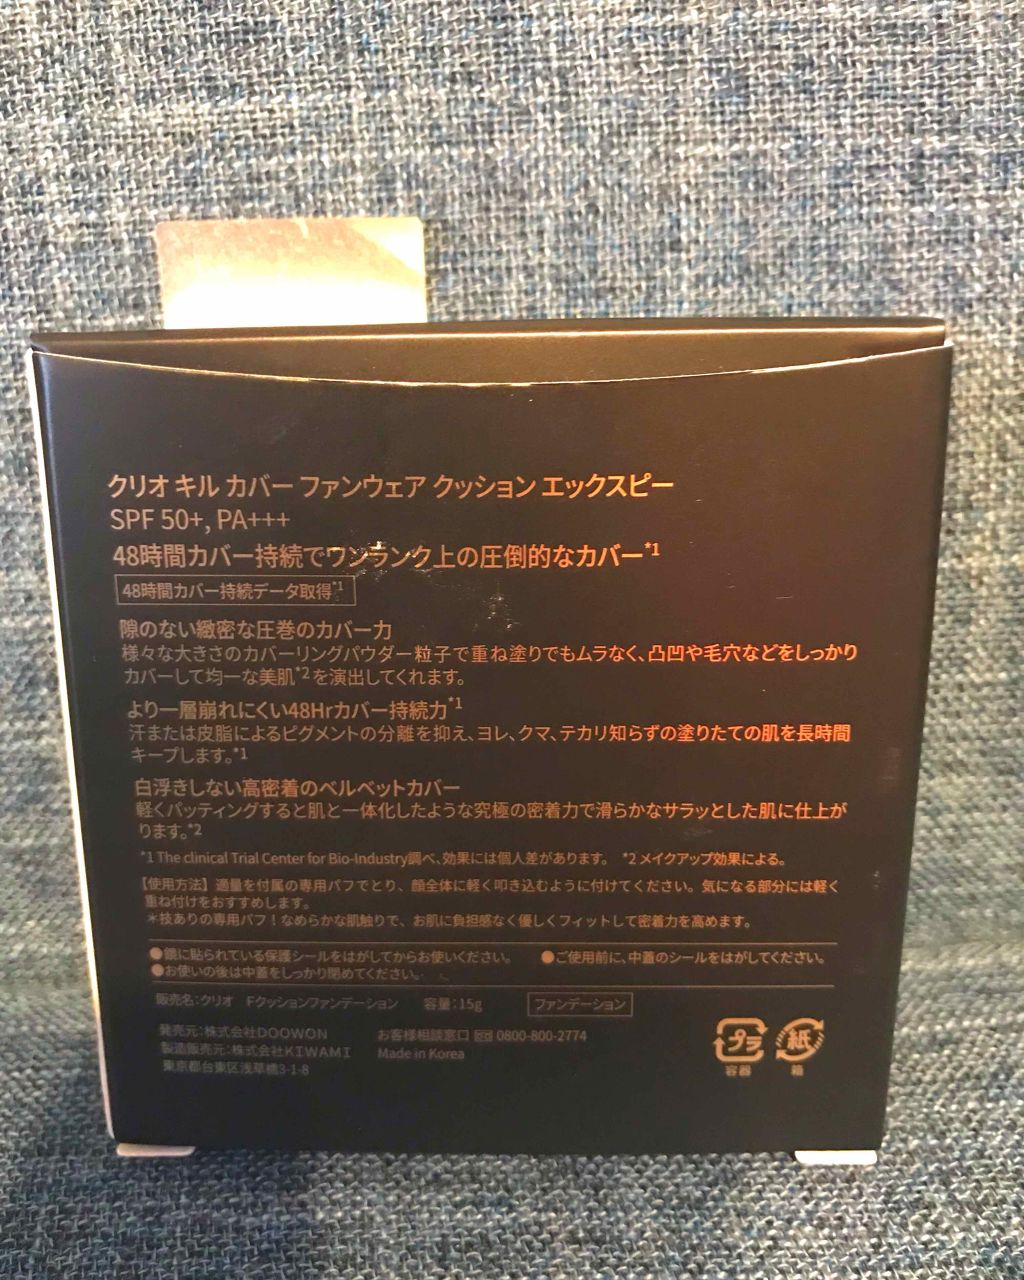 クリオ キル カバー ファンウェア クッション エックスピー
SPF 50+, PA+++
48時間カバー持続でワンランク上の圧倒的なカバー*1
48時間カバー持続データ取得*1
隙のない緻密な圧巻のカバー力
様々な大きさのカバーリングパウダー粒子で重ね塗りでもムラなく、凸凹や毛穴などをしっかり
カバーして均一な美肌*2を演出してくれます。
より一層崩れにくい48Hrカバー持続力*1
汗または皮脂によるピグメントの分離を抑え、ヨレ、クマ、テカリ知らずの塗りたての肌を長時間
キープします。*1
白浮きしない高密着のベルベットカバー
軽くパッティングすると肌と一体化したような究極の密着力で滑らかなサラッとした肌に仕上が
ります。*2
*1 The clinical Trial Center for Bio-Industry調べ、効果には個人差があります。 *2 メイクアップ効果による。
【使用方法】適量を付属の専用パフでとり、顔全体に軽く叩き込むように付けてください。気になる部分には軽く
重ね付けをおすすめします。
＊技ありの専用パフ！なめらかな肌触りで、お肌に負担感なく優しくフィットして密着力を高めます。
●鏡に貼られている保護シールをはがしてからお使いください。 ●ご使用前に、中蓋のシールをはがしてください。
●お使いの後は中蓋をしっかり閉めてください。
販売名：クリオ Fクッションファンデーション 容量：15g ファンデーション
発売元：株式会社DOOWON お客様相談窓口 0800-800-2774
製造販売元：株式会社KIWAMI Made in Korea
東京都台東区浅草橋3-1-8
プラ 紙
容器 箱